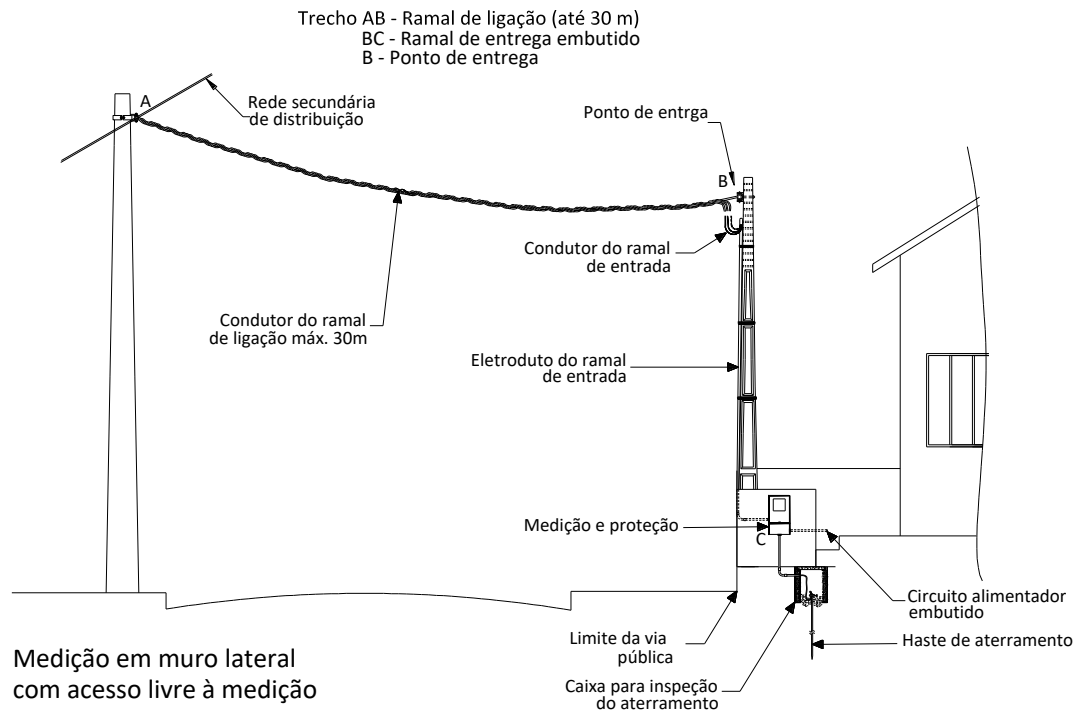 Trecho AB - Ramal de ligação (até 30 m)
BC - Ramal de entrega embutido
B - Ponto de entrega
A
Rede secundária
de distribuição
Ponto de entrga
B
Condutor do ramal
de entrada
Condutor do ramal
de ligação máx. 30m
Eletroduto do ramal
de entrada
Medição e proteção
C
Circuito alimentador
embutido
Limite da via
pública
Haste de aterramento
Caixa para inspeção
do aterramento
Medição em muro lateral
com acesso livre à medição